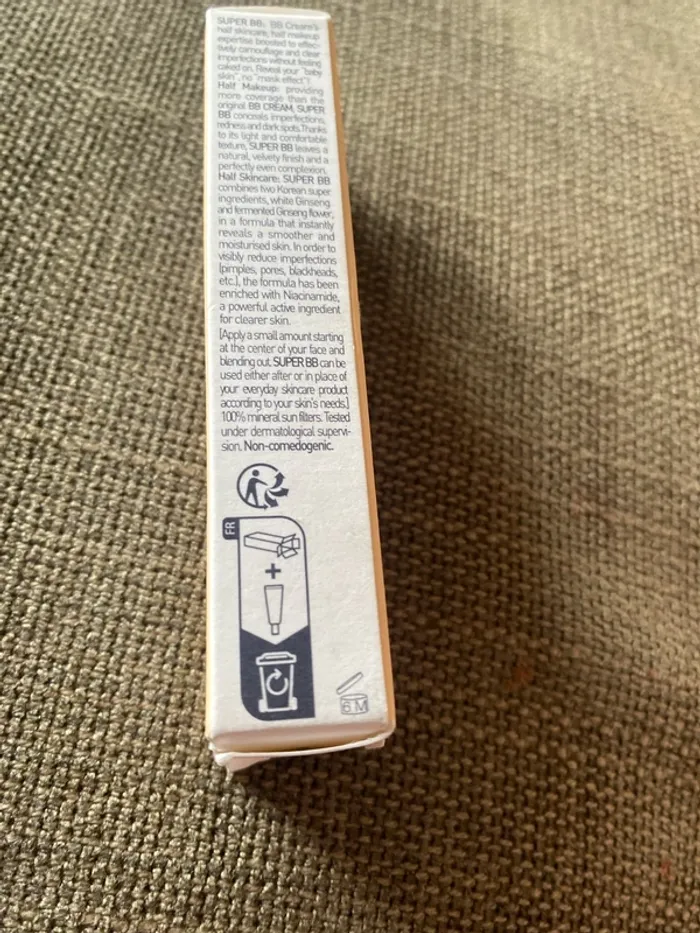 SUPER BB: BB Cream's
half skincare, half makeup
expertise boosted to effec-
tively camouflage and clear
imperfections without feeling
caked on. Reveal your "baby
skin", no "mask effect"!
Half Makeup: providing
more coverage than the
original BB CREAM, SUPER
BB conceals imperfections,
redness and dark spots. Thanks
to its light and comfortable
texture, SUPER BB leaves a
natural, velvety finish and a
perfectly even complexion.
Half Skincare: SUPER BB
combines two Korean super
ingredients, white Ginseng
and fermented Ginseng flower,
in a formula that instantly
reveals a smoother and
moisturised skin. In order to
visibly reduce imperfections
(pimples, pores, blackheads,
etc.), the formula has been
enriched with Niacinamide,
a powerful active ingredient
for clearer skin.
[Apply a small amount starting
at the center of your face and
blending out. SUPER BB can be
used either after or in place of
your everyday skincare product
according to your skin's needs.]
100% mineral sun filters. Tested
under dermatological supervi-
sion. Non-comedogenic.
FR
+
6 M